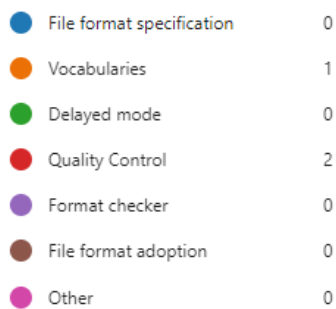 File format specification 0
Vocabularies 1
Delayed mode 0
Quality Control 2
Format checker 0
File format adoption 0
Other 0